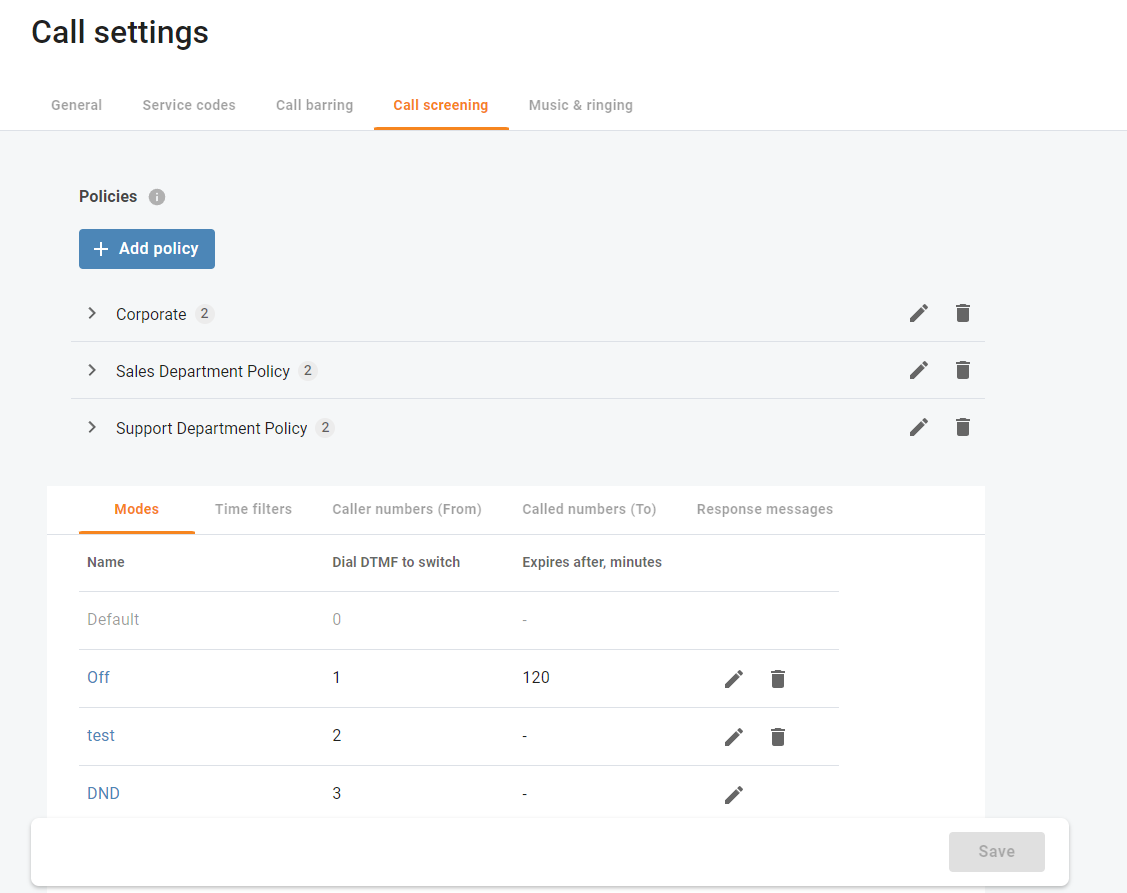 Call settings
General Service codes Call barring Call screening Music & ringing
Policies
Add policy
Corporate 2
Sales Department Policy 2
Support Department Policy 2
Modes Time filters Caller numbers (From) Called numbers (To) Response messages
Name Dial DTMF to switch Expires after, minutes
Default 0 -
Off 1 120
test 2 -
DND 3 -
Save